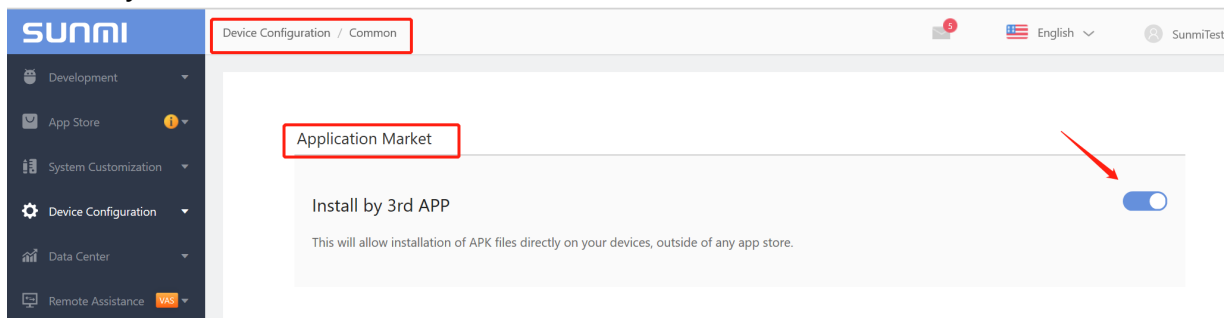 SUNMI
Device Configuration / Common
5
English
SunmiTest
Development
App Store
i
System Customization
Device Configuration
Data Center
Remote Assistance VAS
Application Market
Install by 3rd APP
This will allow installation of APK files directly on your devices, outside of any app store.